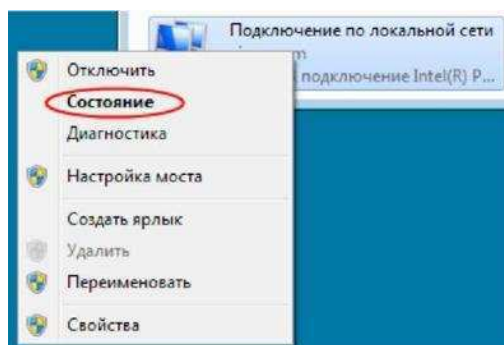 Подключение по локальной сети
подключение Intel(R) P...
Отключить
Состояние
Диагностика
Настройка моста
Создать ярлык
Удалить
Переименовать
Свойства